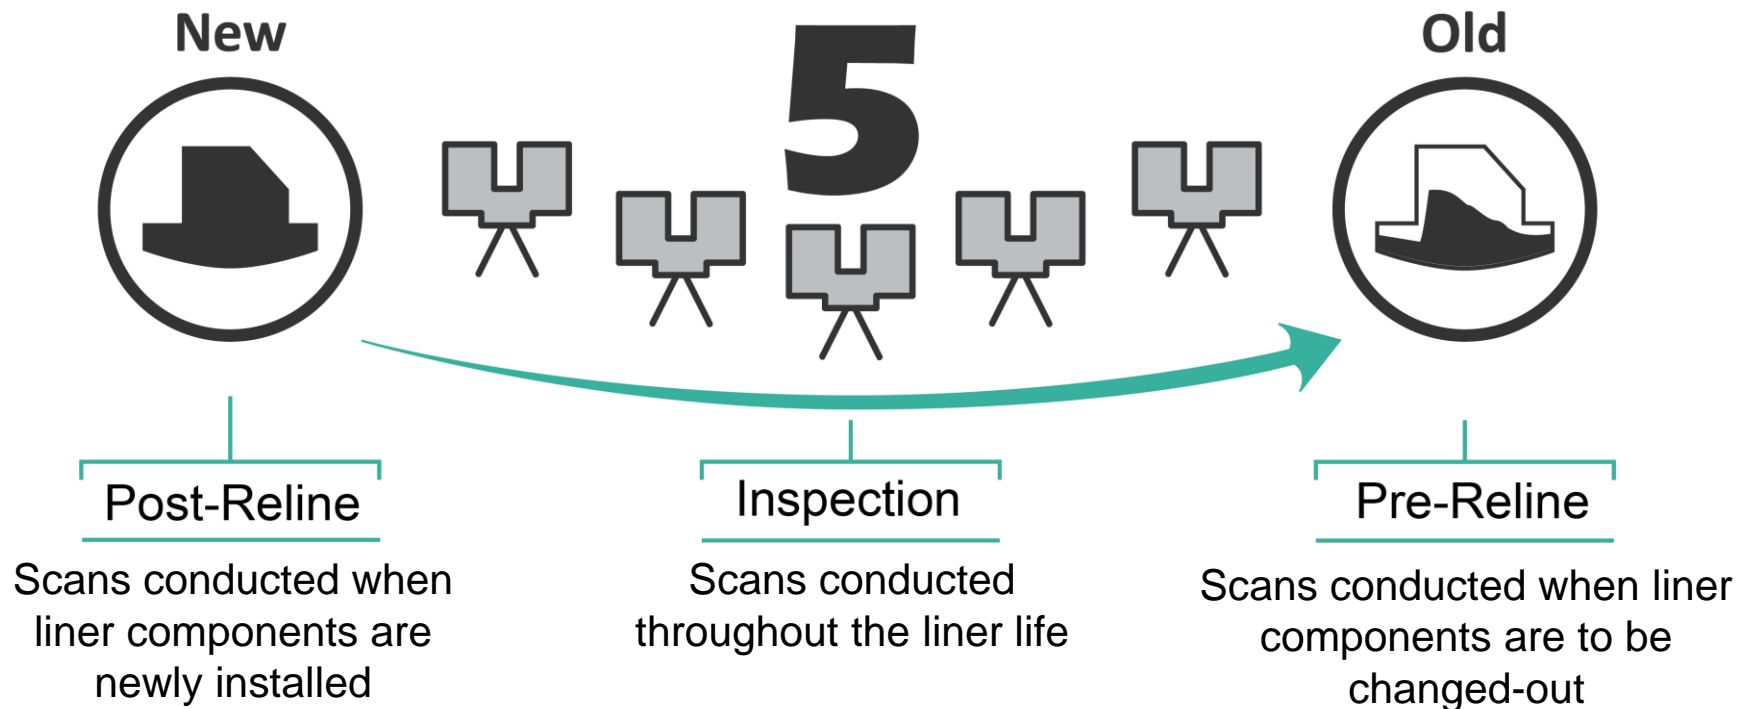 New
5
Old
Post-Reline
Scans conducted when
liner components are
newly installed
Inspection
Scans conducted
throughout the liner life
Pre-Reline
Scans conducted when liner
components are to be
changed-out